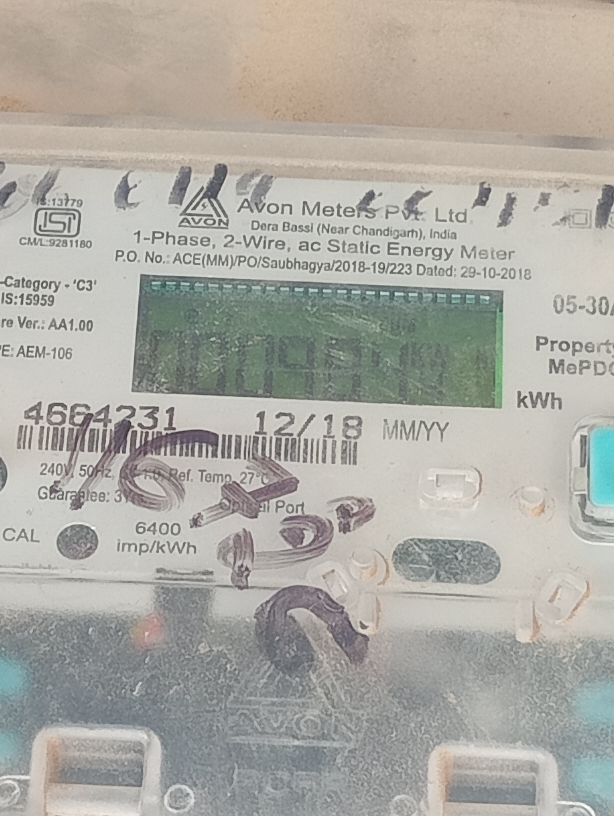 IS:13779
CM/L:9281180
AVON
Avon Meters Pvt. Ltd
Dera Bassi (Near Chandigarh), India
1-Phase, 2-Wire, ac Static Energy Meter
P.O. No.: ACE(MM)/PO/Saubhagya/2018-19/223 Dated: 29-10-2018
-Category - 'C3'
IS:15959
re Ver.: AA1.00
E: AEM-106
05-30
Property
MePDC
kWh
4664231 12/18 MM/YY
240V, 50Hz, Ref. Temp. 27°C
Guarantee:
Port
CAL
6400
imp/kWh
AVON